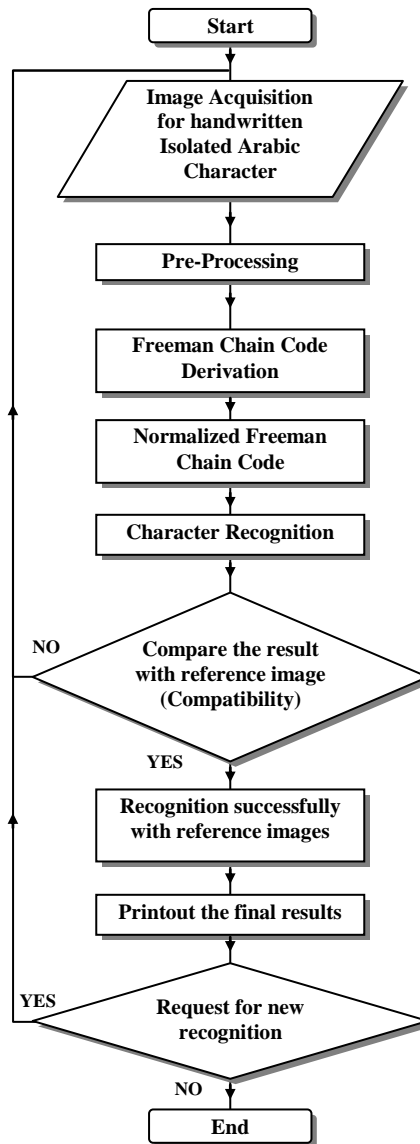 Start
Image Acquisition
for handwritten
Isolated Arabic
Character
Pre-Processing
Freeman Chain Code
Derivation
Normalized Freeman
Chain Code
Character Recognition
NO
Compare the result
with reference image
(Compatibility)
YES
Recognition successfully
with reference images
Printout the final results
YES
Request for new
recognition
NO
End